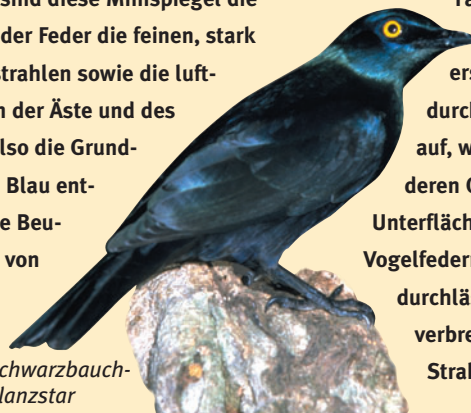 sind diese Minispiegel die
der Feder die feinen, stark
strahlen sowie die luft-
der Äste und des
lso die Grund-
Blau ent-
e Beu-
von
chwarzbauch-
lanzstar
ers
durch
auf, w
deren
Unterfläch
Vogelfeder
durchlä
verbre
Strah